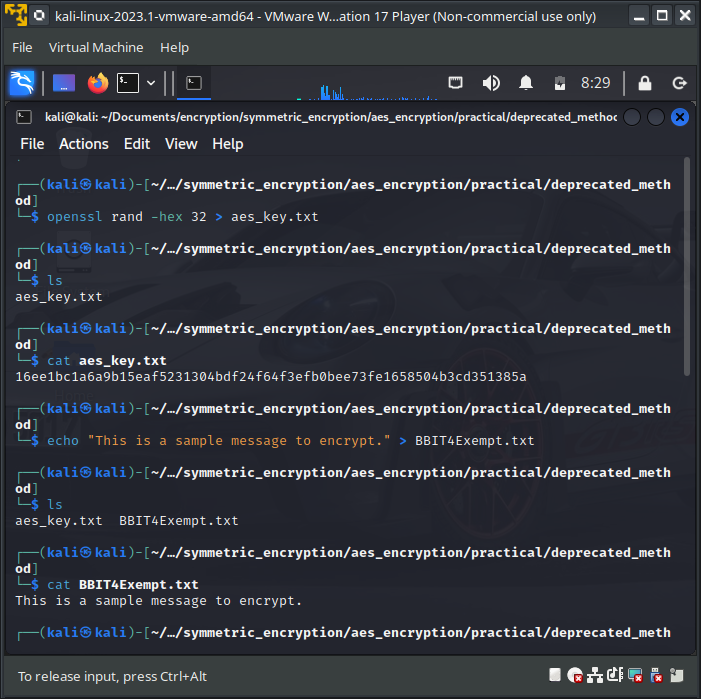 kali-linux-2023.1-vmware-amd64 - VMware W...ation 17 Player (Non-commercial use only)
File Virtual Machine Help
8:29
kali@kali: ~/Documents/encryption/symmetric_encryption/aes_encryption/practical/deprecated_method
File Actions Edit View Help
┌──(kali㉿kali)-[~/…/symmetric_encryption/aes_encryption/practical/deprecated_meth
od]
└─$ openssl rand -hex 32 > aes_key.txt
┌──(kali㉿kali)-[~/…/symmetric_encryption/aes_encryption/practical/deprecated_meth
od]
└─$ ls
aes_key.txt
┌──(kali㉿kali)-[~/…/symmetric_encryption/aes_encryption/practical/deprecated_meth
od]
└─$ cat aes_key.txt
16ee1bc1a6a9b15eaf5231304bdf24f64f3efb0bee73fe1658504b3cd351385a
┌──(kali㉿kali)-[~/…/symmetric_encryption/aes_encryption/practical/deprecated_meth
od]
└─$ echo "This is a sample message to encrypt." > BBIT4Exempt.txt
┌──(kali㉿kali)-[~/…/symmetric_encryption/aes_encryption/practical/deprecated_meth
od]
└─$ ls
aes_key.txt BBIT4Exempt.txt
┌──(kali㉿kali)-[~/…/symmetric_encryption/aes_encryption/practical/deprecated_meth
od]
└─$ cat BBIT4Exempt.txt
This is a sample message to encrypt.
┌──(kali㉿kali)-[~/…/symmetric_encryption/aes_encryption/practical/deprecated_meth
To release input, press Ctrl+Alt